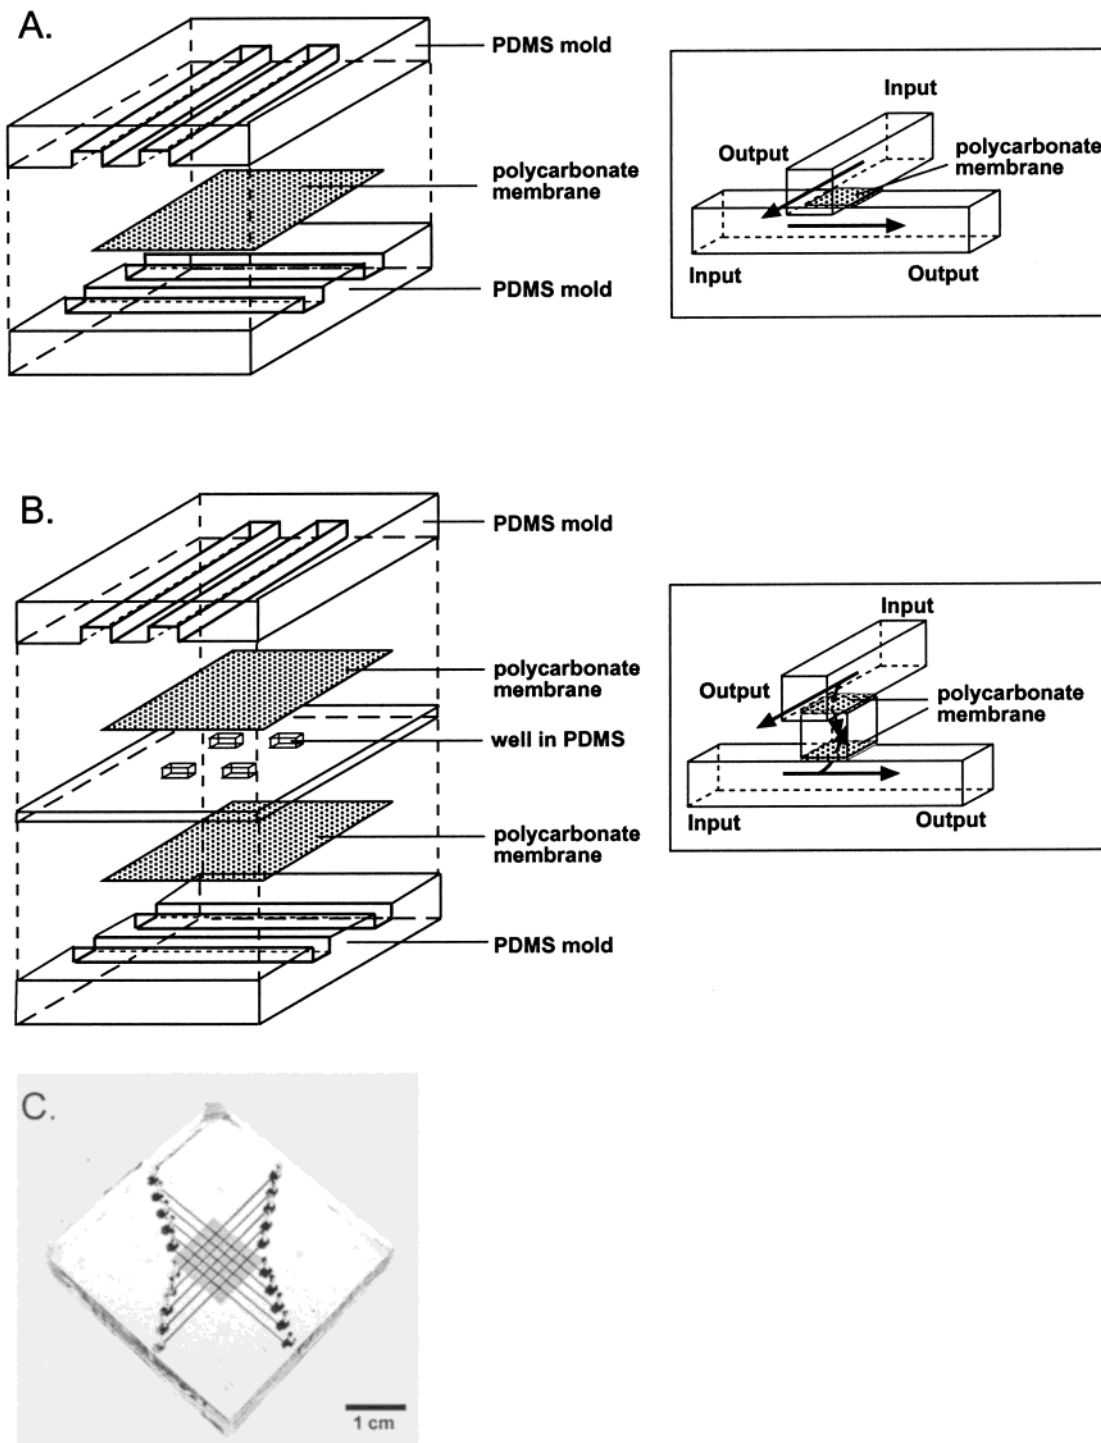 A.
PDMS mold
polycarbonate
membrane
PDMS mold
Input
Output
polycarbonate
membrane
Input
Output
B.
PDMS mold
polycarbonate
membrane
well in PDMS
polycarbonate
membrane
PDMS mold
Input
Output
polycarbonate
membrane
Input
Output
C.
1 cm